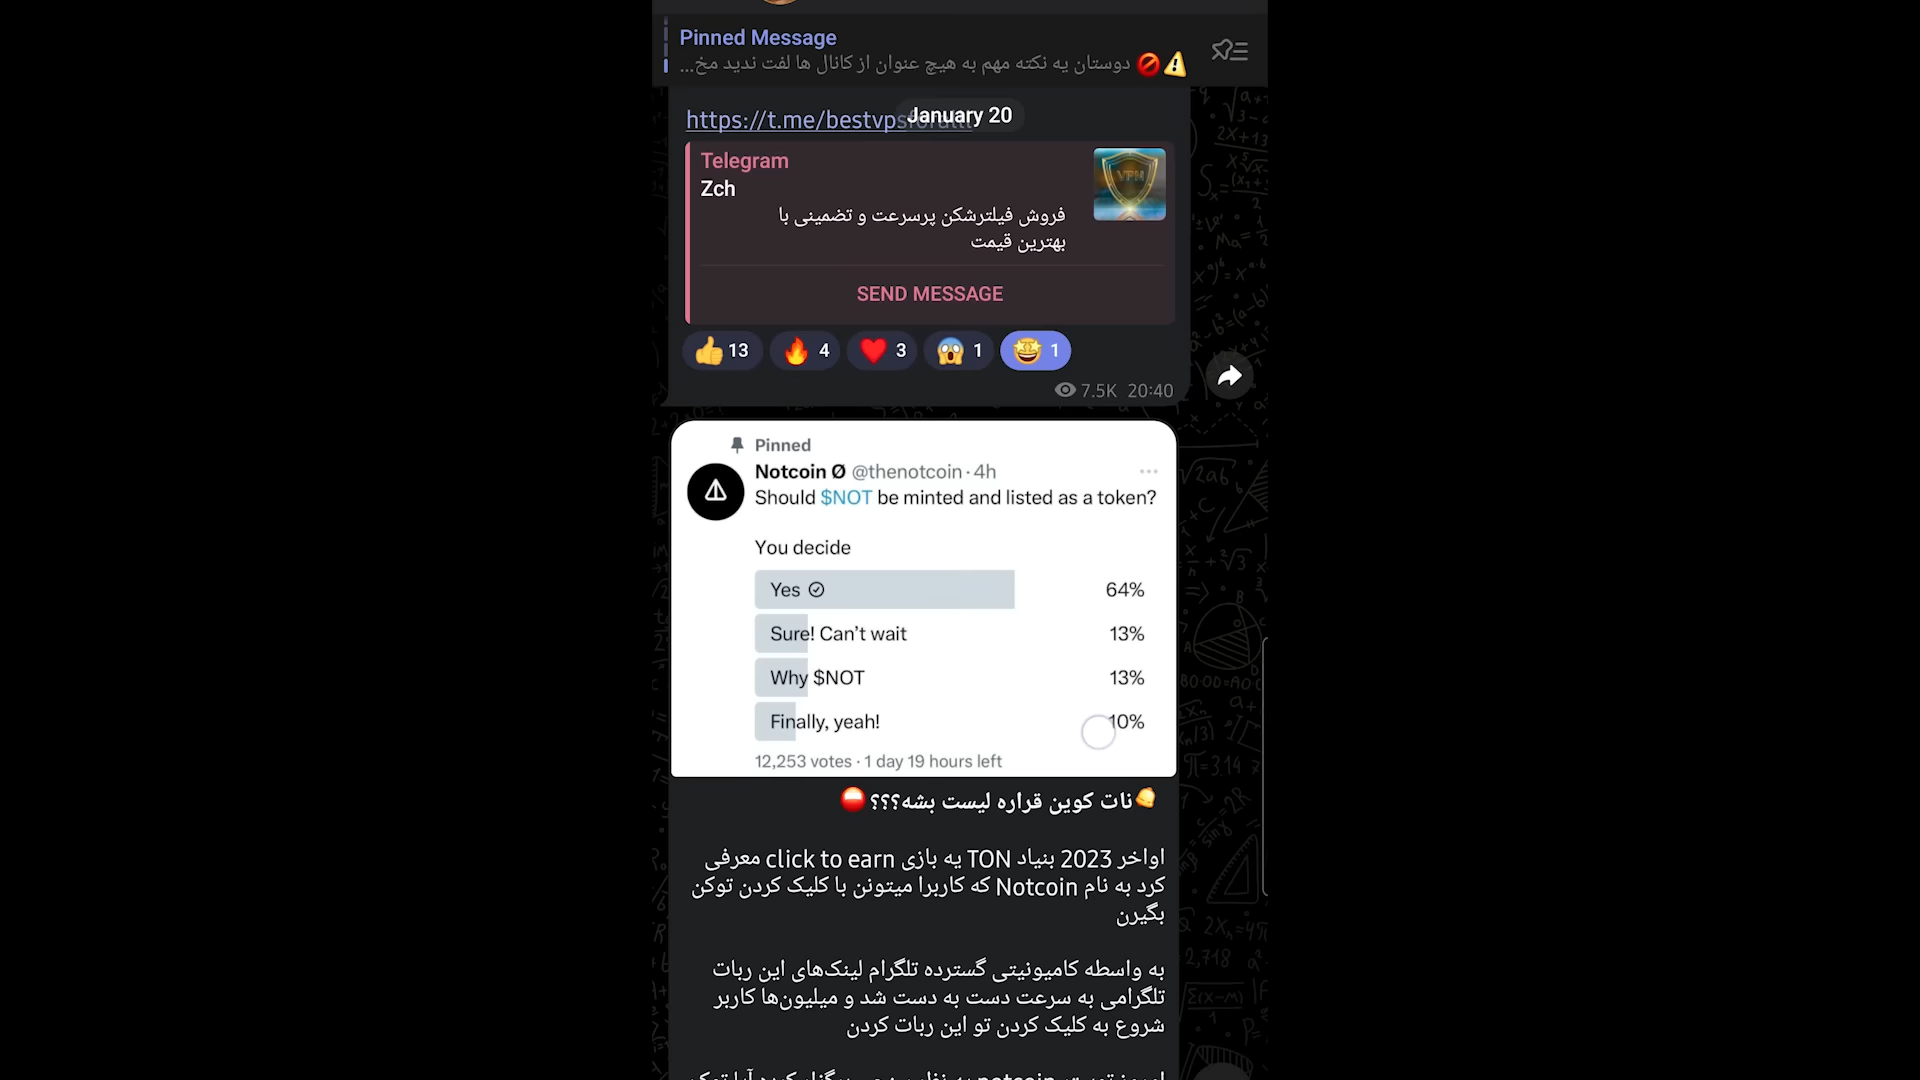 Pinned Message
⚠️🚫 دوستان یه نکته مهم به هیچ عنوان از کانال ها لفت ندید مخ...
January 20
https://t.me/bestvps
Telegram
Zch
VPN
فروش فیلترشکن پرسرعت و تضمینی با
بهترین قیمت
SEND MESSAGE
👍 13 🔥 4 ❤️ 3 😱 1 🤩 1
7.5K 20:40
Pinned
Notcoin Ø @thenotcoin · 4h
Should $NOT be minted and listed as a token?
You decide
Yes 64%
Sure! Can't wait 13%
Why $NOT 13%
Finally, yeah! 10%
12,253 votes · 1 day 19 hours left
نات کوین قراره لیست بشه؟؟؟
اواخر 2023 بنیاد TON یه بازی click to earn معرفی
کرد به نام Notcoin که کاربرا میتونن با کلیک کردن توکن
بگیرن
به واسطه کامیونیتی گسترده تلگرام لینک‌های این ربات
تلگرامی به سرعت دست به دست شد و میلیون‌ها کاربر
شروع به کلیک کردن تو این ربات کردن